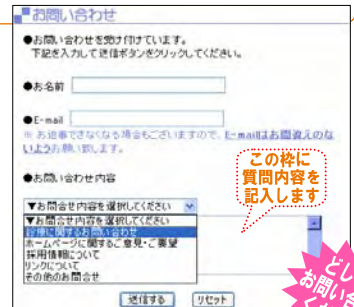 お問い合わせ
●お問い合わせを受け付けています。
下記を入力して送信ボタンをクリックしてください。
●お名前
●E-mail
※ お返事できなくなる場合もございますので、E-mailはお間違えのな
いようお願い致します。
●お問い合わせ内容
この枠に
質問内容を
記入します
▼お問合せ内容を選択してください
▼お問合せ内容を選択してください
診療に関するお問い合わせ
ホームページに関するご意見・ご要望
採用情報について
リンクについて
その他のお問合せ
送信する リセット
どし
お問い